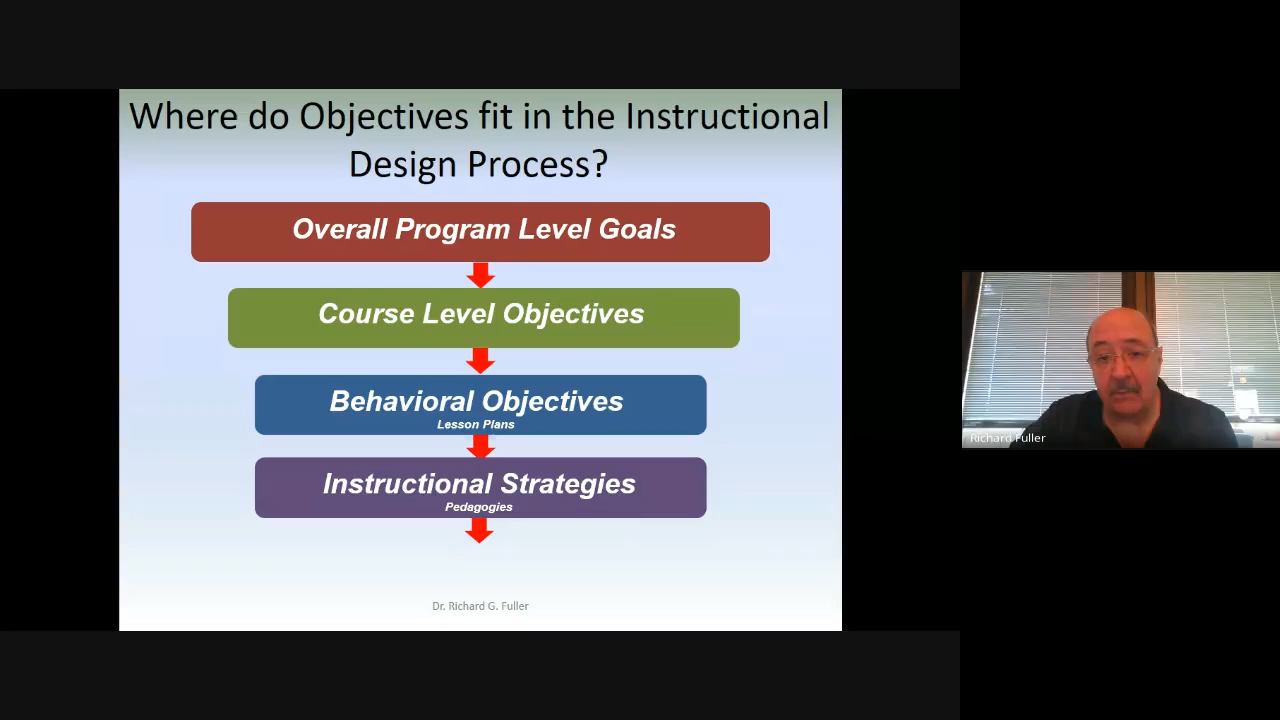 Where do Objectives fit in the Instructional
Design Process?
Overall Program Level Goals
Course Level Objectives
Behavioral Objectives
Lesson Plans
Instructional Strategies
Pedagogies
Dr. Richard G. Fuller
Richard Fuller